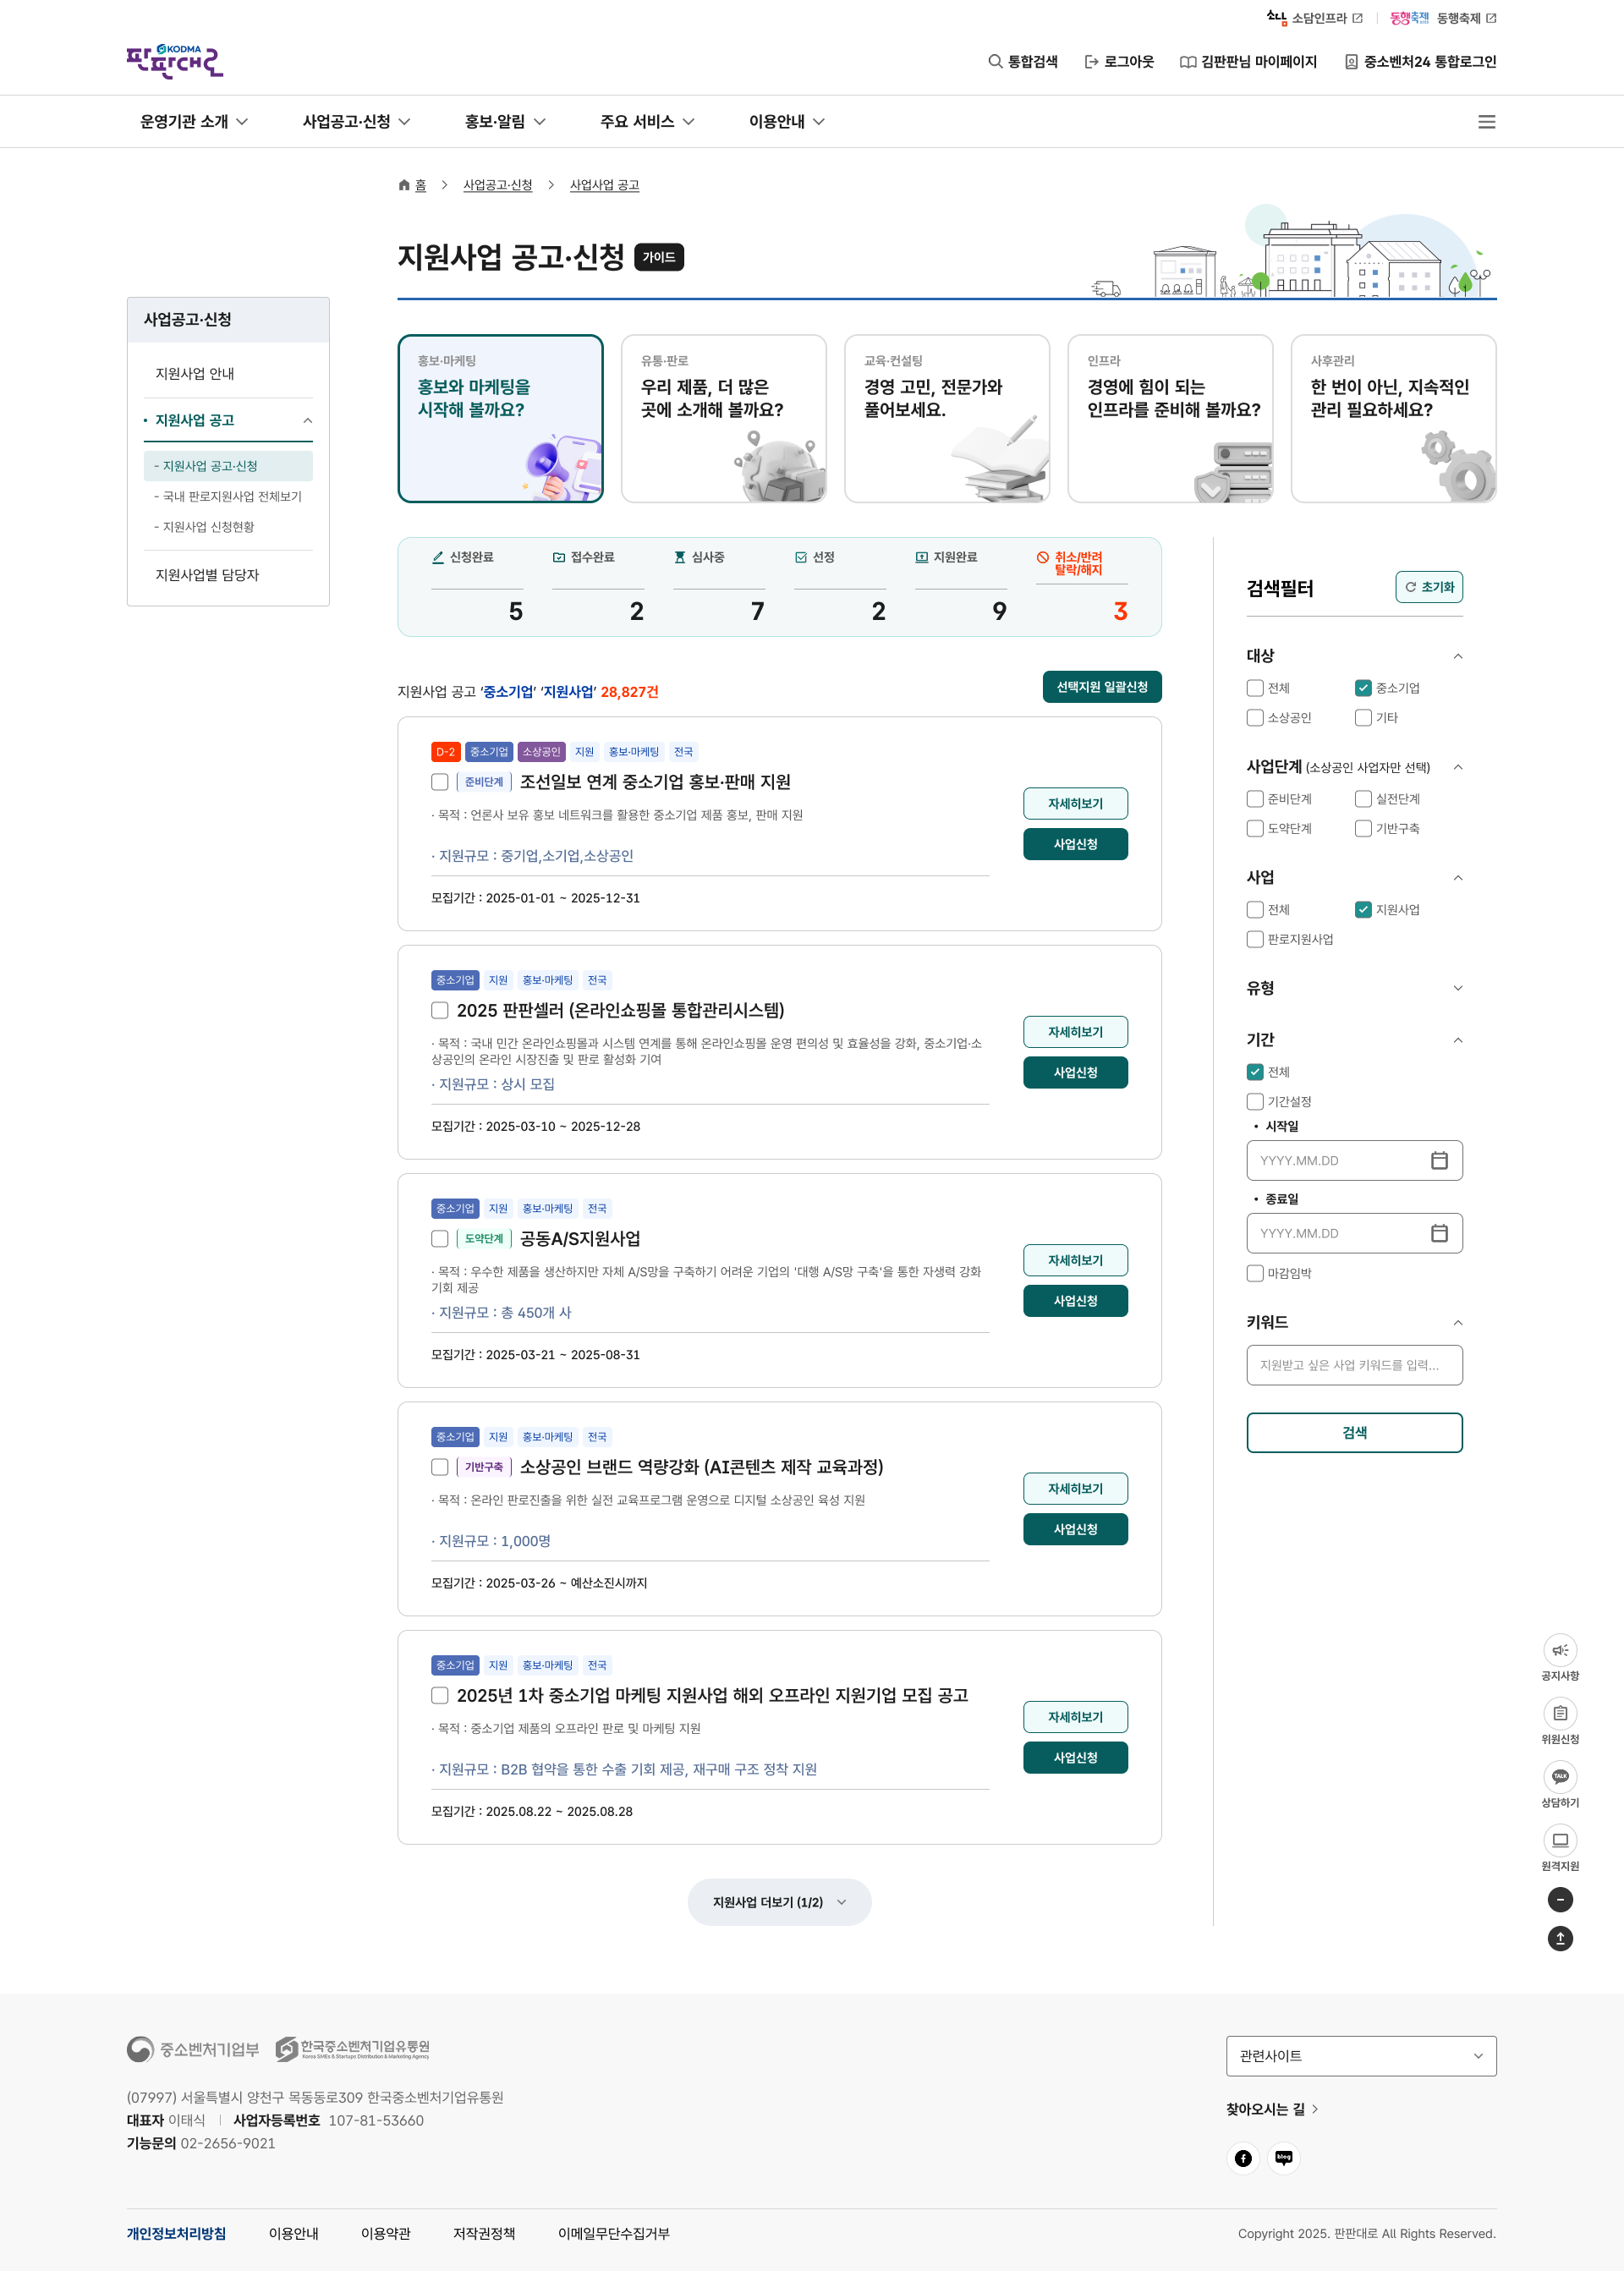 소담인프라
동행축제 동행축제
KODMA
판판대로
통합검색
로그아웃
김판판님 마이페이지
중소벤처24 통합로그인
운영기관 소개
사업공고·신청
홍보·알림
주요 서비스
이용안내
홈
사업공고·신청
사업사업 공고
지원사업 공고·신청 가이드
사업공고·신청
지원사업 안내
지원사업 공고
- 지원사업 공고·신청
- 국내 판로지원사업 전체보기
- 지원사업 신청현황
지원사업별 담당자
홍보·마케팅
홍보와 마케팅을
시작해 볼까요?
유통·판로
우리 제품, 더 많은
곳에 소개해 볼까요?
교육·컨설팅
경영 고민, 전문가와
풀어보세요.
인프라
경영에 힘이 되는
인프라를 준비해 볼까요?
사후관리
한 번이 아닌, 지속적인
관리 필요하세요?
신청완료
5
접수완료
2
심사중
7
선정
2
지원완료
9
취소/반려
탈락/해지
3
지원사업 공고 ‘중소기업’ ‘지원사업’ 28,827건
선택지원 일괄신청
D-2 중소기업 소상공인 지원 홍보·마케팅 전국
준비단계 조선일보 연계 중소기업 홍보·판매 지원
· 목적 : 언론사 보유 홍보 네트워크를 활용한 중소기업 제품 홍보, 판매 지원
· 지원규모 : 중기업,소기업,소상공인
모집기간 : 2025-01-01 ~ 2025-12-31
자세히보기
사업신청
중소기업 지원 홍보·마케팅 전국
2025 판판셀러 (온라인쇼핑몰 통합관리시스템)
· 목적 : 국내 민간 온라인쇼핑몰과 시스템 연계를 통해 온라인쇼핑몰 운영 편의성 및 효율성을 강화, 중소기업·소
상공인의 온라인 시장진출 및 판로 활성화 기여
· 지원규모 : 상시 모집
모집기간 : 2025-03-10 ~ 2025-12-28
자세히보기
사업신청
중소기업 지원 홍보·마케팅 전국
도약단계 공동A/S지원사업
· 목적 : 우수한 제품을 생산하지만 자체 A/S망을 구축하기 어려운 기업의 '대행 A/S망 구축'을 통한 자생력 강화
기회 제공
· 지원규모 : 총 450개 사
모집기간 : 2025-03-21 ~ 2025-08-31
자세히보기
사업신청
중소기업 지원 홍보·마케팅 전국
기반구축 소상공인 브랜드 역량강화 (AI콘텐츠 제작 교육과정)
· 목적 : 온라인 판로진출을 위한 실전 교육프로그램 운영으로 디지털 소상공인 육성 지원
· 지원규모 : 1,000명
모집기간 : 2025-03-26 ~ 예산소진시까지
자세히보기
사업신청
중소기업 지원 홍보·마케팅 전국
2025년 1차 중소기업 마케팅 지원사업 해외 오프라인 지원기업 모집 공고
· 목적 : 중소기업 제품의 오프라인 판로 및 마케팅 지원
· 지원규모 : B2B 협약을 통한 수출 기회 제공, 재구매 구조 정착 지원
모집기간 : 2025.08.22 ~ 2025.08.28
자세히보기
사업신청
지원사업 더보기 (1/2)
검색필터
초기화
대상
전체 중소기업
소상공인 기타
사업단계 (소상공인 사업자만 선택)
준비단계 실전단계
도약단계 기반구축
사업
전체 지원사업
판로지원사업
유형
기간
전체
기간설정
• 시작일
YYYY.MM.DD
• 종료일
YYYY.MM.DD
마감임박
키워드
지원받고 싶은 사업 키워드를 입력...
검색
공지사항
위원신청
TALK
상담하기
원격지원
중소벤처기업부
한국중소벤처기업유통원
Korea SMEs & Startups Distribution & Marketing Agency
(07997) 서울특별시 양천구 목동동로309 한국중소벤처기업유통원
대표자 이태식 사업자등록번호 107-81-53660
기능문의 02-2656-9021
관련사이트
찾아오시는 길
blog
개인정보처리방침
이용안내
이용약관
저작권정책
이메일무단수집거부
Copyright 2025. 판판대로 All Rights Reserved.